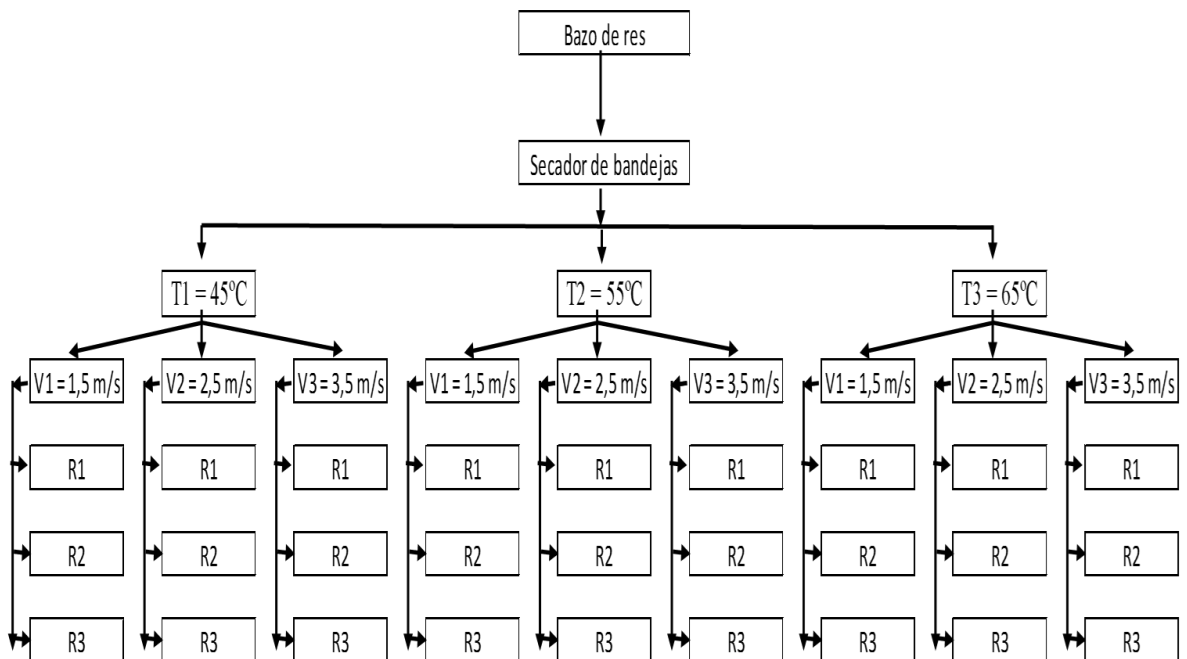 Bazo de res
Secador de bandejas
T1 = 45ºC T2 = 55ºC T3 = 65ºC
V1 = 1,5 m/s V2 = 2,5 m/s V3 = 3,5 m/s V1 = 1,5 m/s V2 = 2,5 m/s V3 = 3,5 m/s V1 = 1,5 m/s V2 = 2,5 m/s V3 = 3,5 m/s
R1 R1 R1 R1 R1 R1 R1 R1 R1
R2 R2 R2 R2 R2 R2 R2 R2 R2
R3 R3 R3 R3 R3 R3 R3 R3 R3